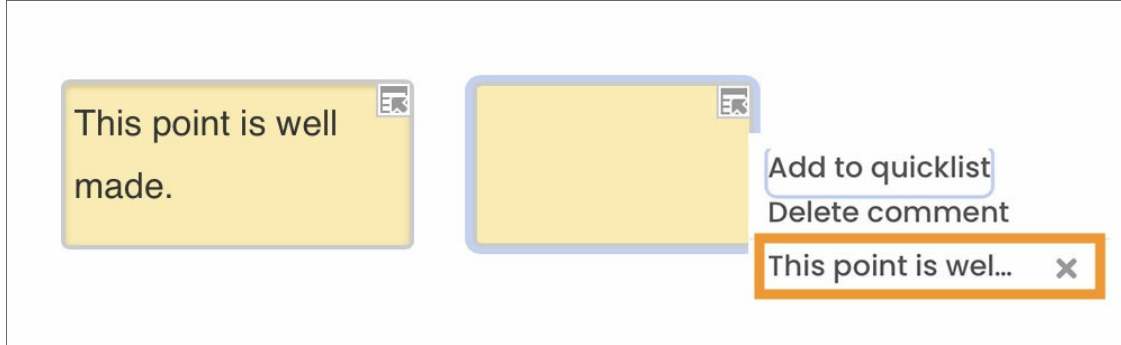 This point is well
made.
Add to quicklist
Delete comment
This point is wel...